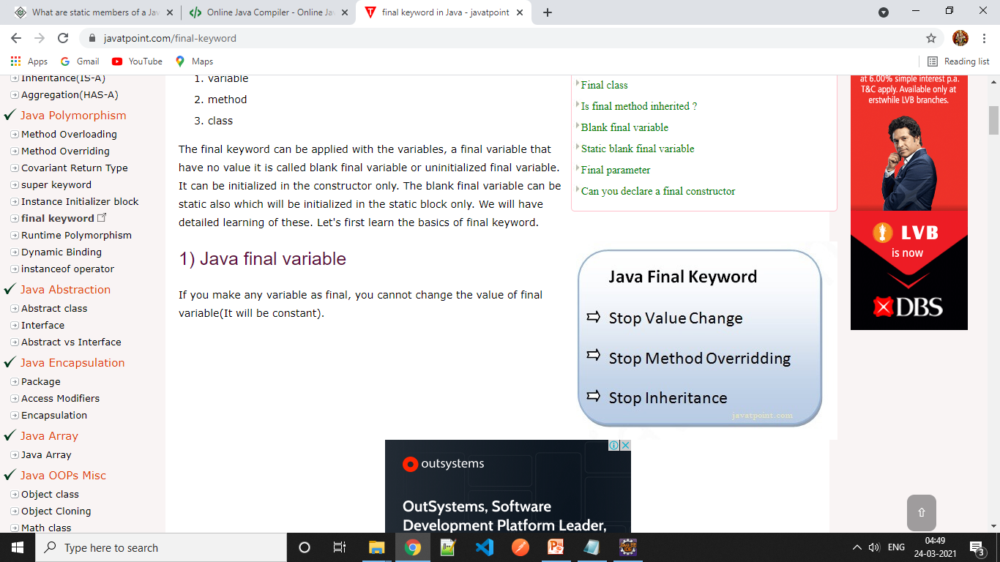 What are static members of a Jav
Online Java Compiler - Online Jav
final keyword in Java - javatpoint
javatpoint.com/final-keyword
Apps
Gmail
YouTube
Maps
Reading list
Inheritance(IS-A)
Aggregation(HAS-A)
Java Polymorphism
Method Overloading
Method Overriding
Covariant Return Type
super keyword
Instance Initializer block
final keyword
Runtime Polymorphism
Dynamic Binding
instanceof operator
Java Abstraction
Abstract class
Interface
Abstract vs Interface
Java Encapsulation
Package
Access Modifiers
Encapsulation
Java Array
Java Array
Java OOPs Misc
Object class
Object Cloning
Math class
1. variable
2. method
3. class
The final keyword can be applied with the variables, a final variable that
have no value it is called blank final variable or uninitialized final variable.
It can be initialized in the constructor only. The blank final variable can be
static also which will be initialized in the static block only. We will have
detailed learning of these. Let's first learn the basics of final keyword.
1) Java final variable
If you make any variable as final, you cannot change the value of final
variable(It will be constant).
Final class
Is final method inherited ?
Blank final variable
Static blank final variable
Final parameter
Can you declare a final constructor
Java Final Keyword
Stop Value Change
Stop Method Overridding
Stop Inheritance
javatpoint.com
outsystems
OutSystems, Software
Development Platform Leader,
at 6.00% simple interest p.a.
T&C apply. Available only at
erstwhile LVB branches.
LVB
is now
DBS
Type here to search
ENG
04:49
24-03-2021
3